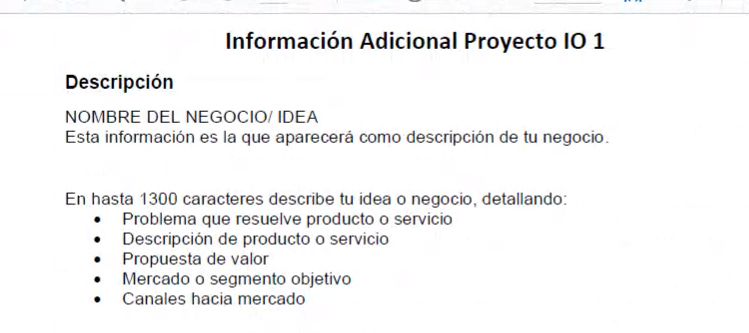 Información Adicional Proyecto IO 1
Descripción
NOMBRE DEL NEGOCIO/ IDEA
Esta información es la que aparecerá como descripción de tu negocio.
En hasta 1300 caracteres describe tu idea o negocio, detallando:
• Problema que resuelve producto o servicio
• Descripción de producto o servicio
• Propuesta de valor
• Mercado o segmento objetivo
• Canales hacia mercado